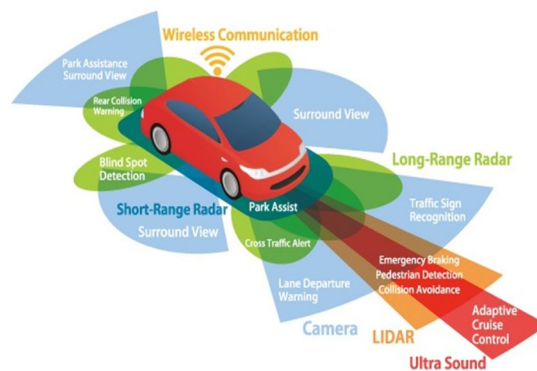 Wireless Communication
Park Assistance
Surround View
Rear Collision
Warning
Surround View
Blind Spot
Detection
Long-Range Radar
Short-Range Radar
Park Assist
Traffic Sign
Recognition
Surround View
Cross Traffic Alert
Emergency Braking
Pedestrian Detection
Collision Avoidance
Lane Departure
Warning
Adaptive
Cruise
Control
Camera
LIDAR
Ultra Sound